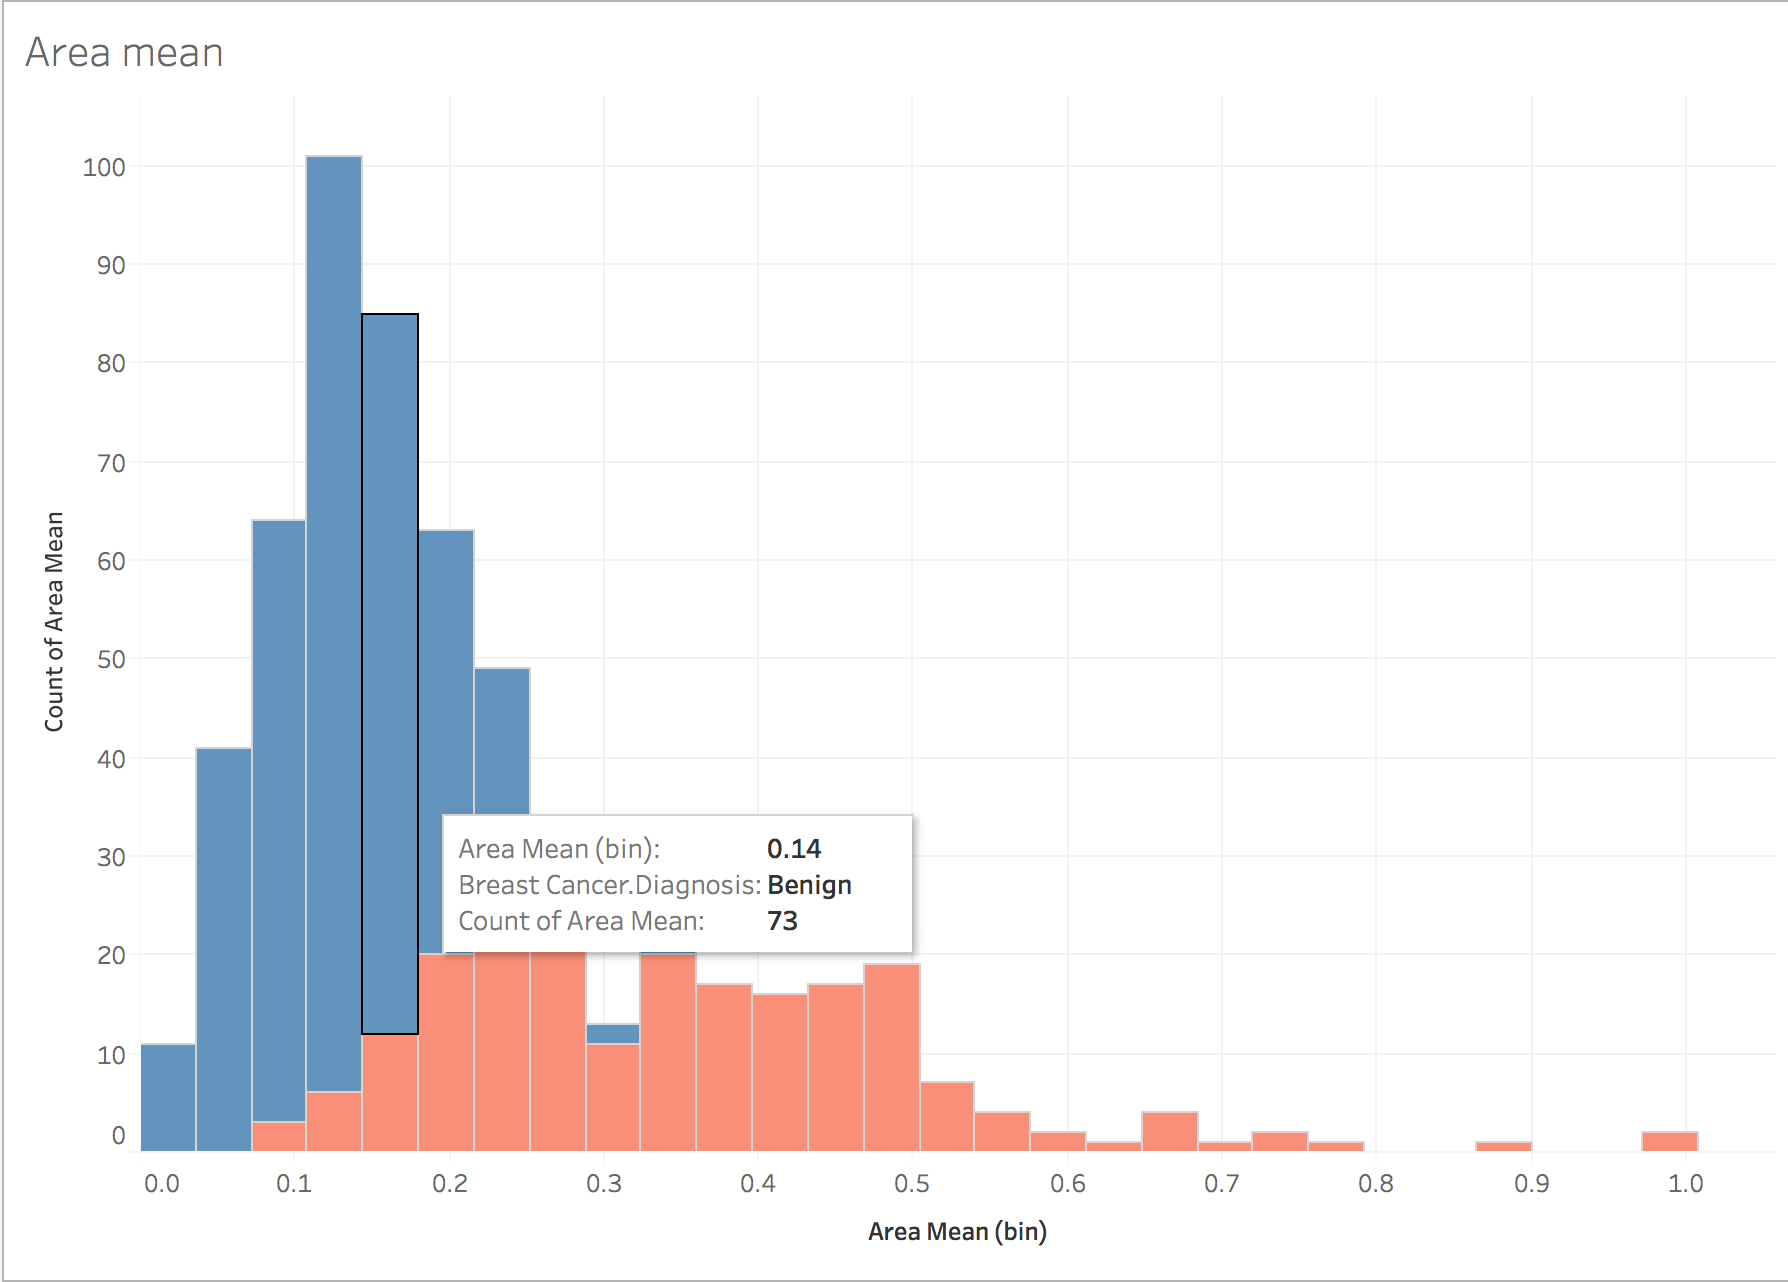 Area mean
100
90
80
70
60
50
40
30
20
10
0
Count of Area Mean
Area Mean (bin): 0.14
Breast Cancer.Diagnosis: Benign
Count of Area Mean: 73
0.0 0.1 0.2 0.3 0.4 0.5 0.6 0.7 0.8 0.9 1.0
Area Mean (bin)